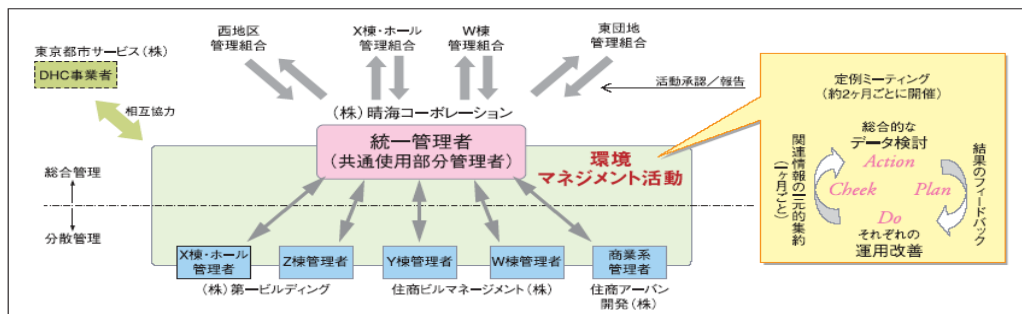 西地区
管理組合
X棟・ホール
管理組合
W棟
管理組合
東団地
管理組合
東京都市サービス(株)
DHC事業者
相互協力
活動承認/報告
(株)晴海コーポレーション
統一管理者
(共通使用部分管理者)
環境
マネジメント活動
総合管理
分散管理
X棟・ホール
管理者
Z棟管理者
Y棟管理者
W棟管理者
商業系
管理者
(株)第一ビルディング
住商ビルマネージメント(株)
住商アーバン
開発(株)
定例ミーティング
(約2ヶ月ごとに開催)
総合的な
データ検討
関連情報の一元的集約
(一ヶ月ごと)
Action
Cheek
Plan
Do
結果のフィードバック
それぞれの
運用改善